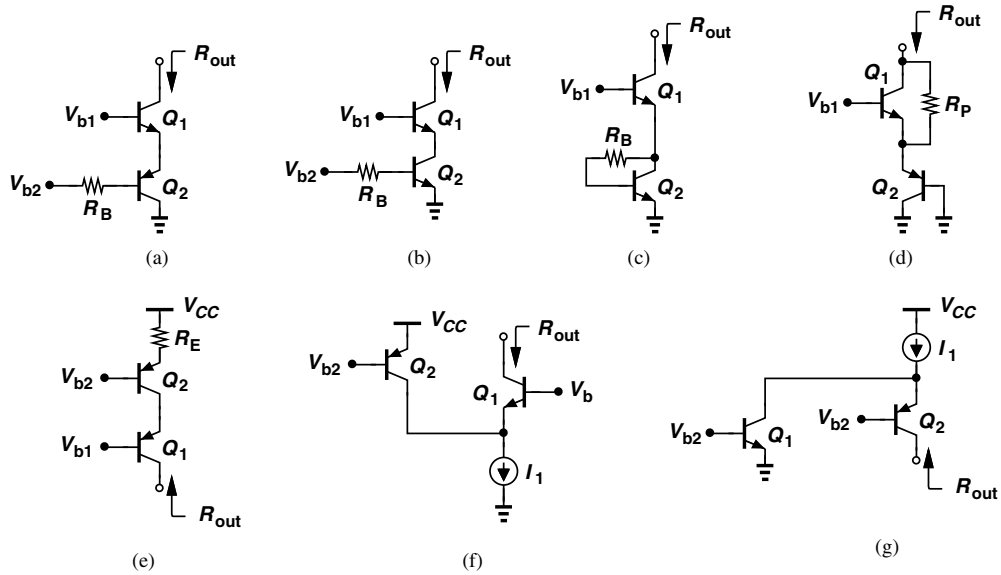 R_out
V_b1
Q_1
V_b2
R_B
Q_2
(a)
R_out
V_b1
Q_1
V_b2
R_B
Q_2
(b)
R_out
V_b1
Q_1
R_B
Q_2
(c)
R_out
Q_1
V_b1
R_P
Q_2
(d)
V_CC
R_E
V_b2
Q_2
V_b1
Q_1
R_out
(e)
V_CC
R_out
V_b2
Q_2
Q_1
V_b
I_1
(f)
V_CC
I_1
V_b2
Q_1
V_b2
Q_2
R_out
(g)